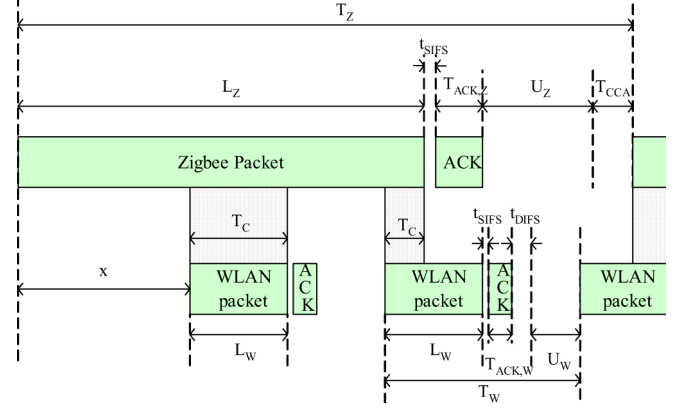 T_Z
t_SIFS
L_Z
T_ACK,Z
U_Z
T_CCA
Zigbee Packet
ACK
T_C
T_C
t_SIFS
t_DIFS
x
WLAN packet
A
C
K
WLAN packet
A
C
K
WLAN packet
L_W
L_W
T_ACK,W
U_W
T_W